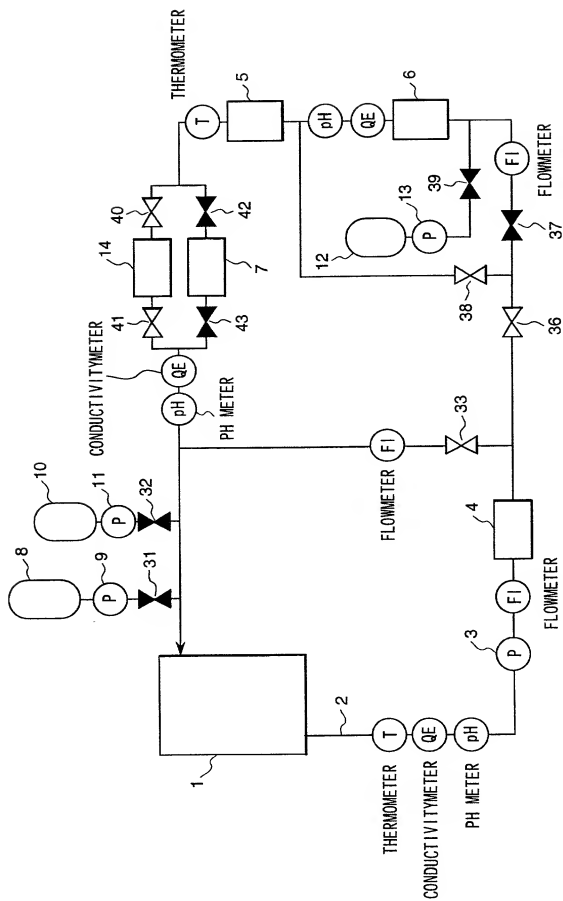 THERMOMETER
T
5
pH
QE
6
FI
FLOWMETER
40
42
14
7
41
43
12
13
P
39
37
38
36
CONDUCTIVITYMETER
QE
pH
PH METER
33
FI
FLOWMETER
10
11
P
32
8
9
P
31
4
FI
FLOWMETER
3
P
1
2
T
QE
pH
THERMOMETER
CONDUCTIVITYMETER
PH METER